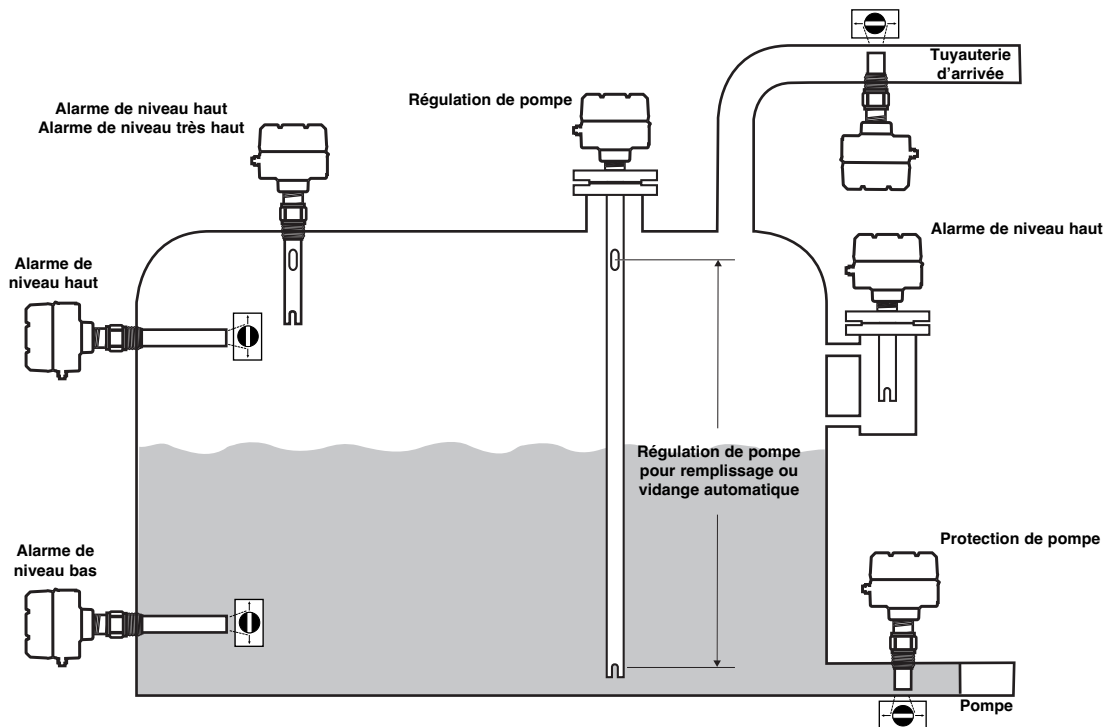 Tuyauterie
d'arrivée
Alarme de niveau haut
Alarme de niveau très haut
Régulation de pompe
Alarme de niveau haut
Alarme de
niveau haut
Régulation de pompe
pour remplissage ou
vidange automatique
Alarme de
niveau bas
Protection de pompe
Pompe